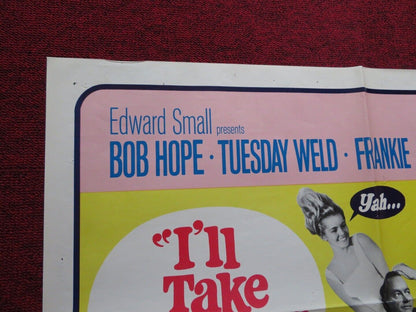 Edward Small presents
BOB HOPE · TUESDAY WELD · FRANKIE
Yah...
"I'll
Take